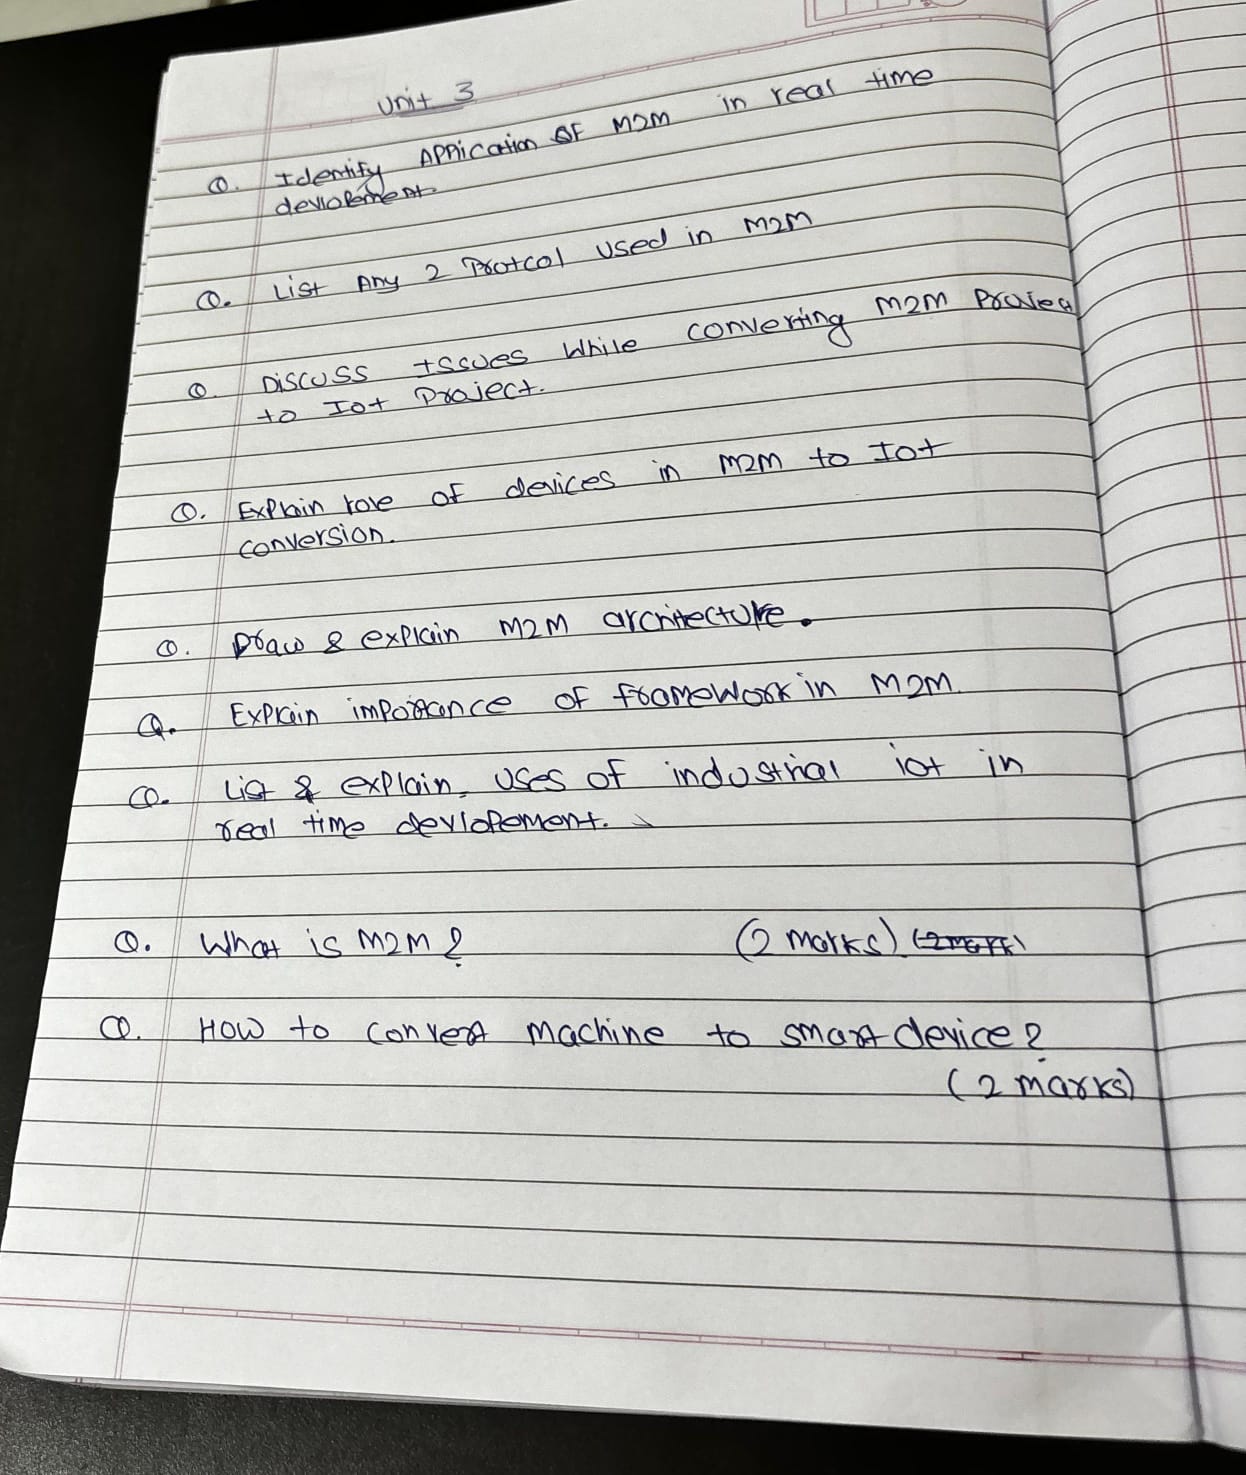 Unit 3
Q. Identify Application of M2M in real time
devlopement
Q. List Any 2 Protcol used in M2M
Q. Discuss Issues While converting M2M Project
to Iot Project.
Q. Explain role of devices in M2M to Iot
conversion.
Q. Draw & explain M2M architecture.
Q. Explain importance of framework in M2M.
Q. List & explain uses of industrial iot in
real time devlopement.
Q. What is M2M? (2 marks)
Q. How to convert machine to smart device?
(2 marks)